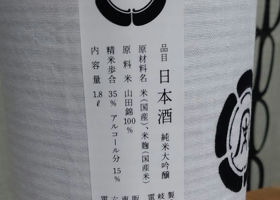 品目 日本酒 純米大吟醸
原材料名 米(国産)、米麹(国産米)
原料米 山田錦100%
精米歩合 35% アルコール分 15%
内容量 1.8ℓ